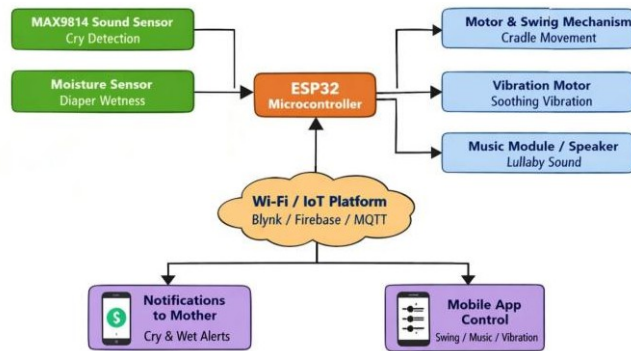 MAX9814 Sound Sensor
Cry Detection
Moisture Sensor
Diaper Wetness
ESP32
Microcontroller
Motor & Swing Mechanism
Cradle Movement
Vibration Motor
Soothing Vibration
Music Module / Speaker
Lullaby Sound
Wi-Fi / IoT Platform
Blynk / Firebase / MQTT
$
Notifications
to Mother
Cry & Wet Alerts
Mobile App
Control
Swing / Music / Vibration